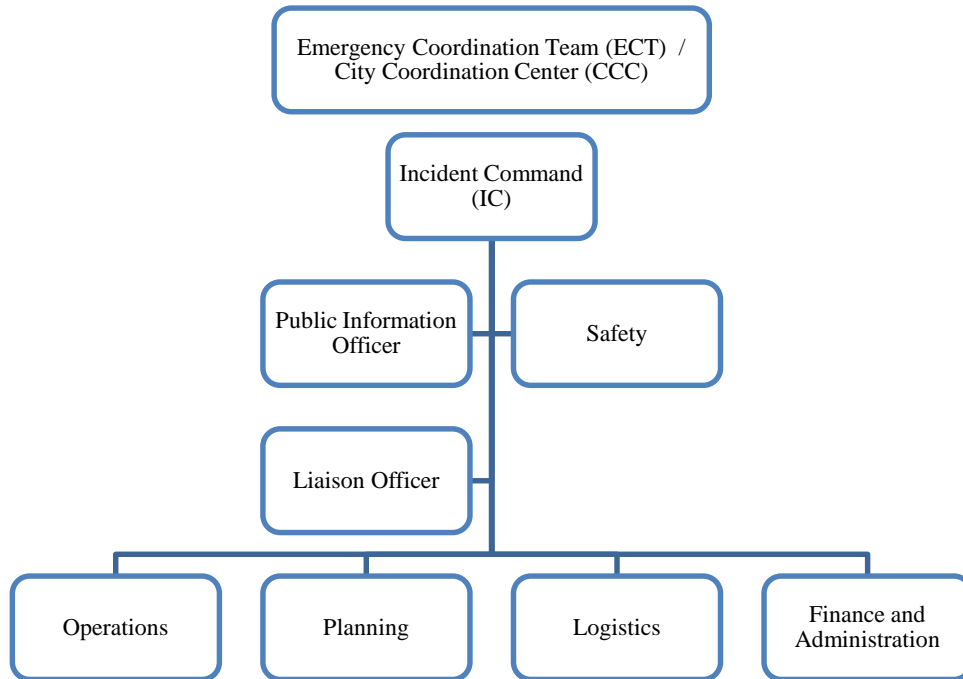 Emergency Coordination Team (ECT)  /
City Coordination Center (CCC)
Incident Command
(IC)
Public Information
Officer
Safety
Liaison Officer
Operations
Planning
Logistics
Finance and
Administration